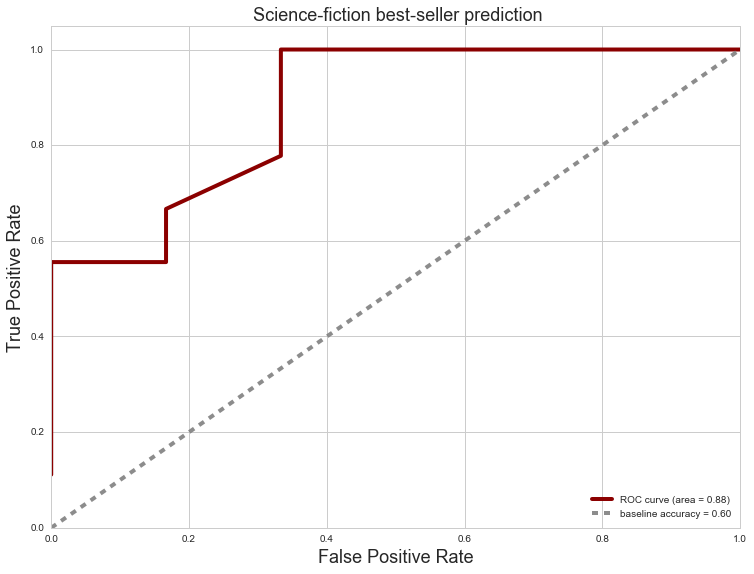 Science-fiction best-seller prediction
1.0
0.8
0.6
0.4
0.2
0.0
True Positive Rate
ROC curve (area = 0.88)
baseline accuracy = 0.60
0.0 0.2 0.4 0.6 0.8 1.0
False Positive Rate